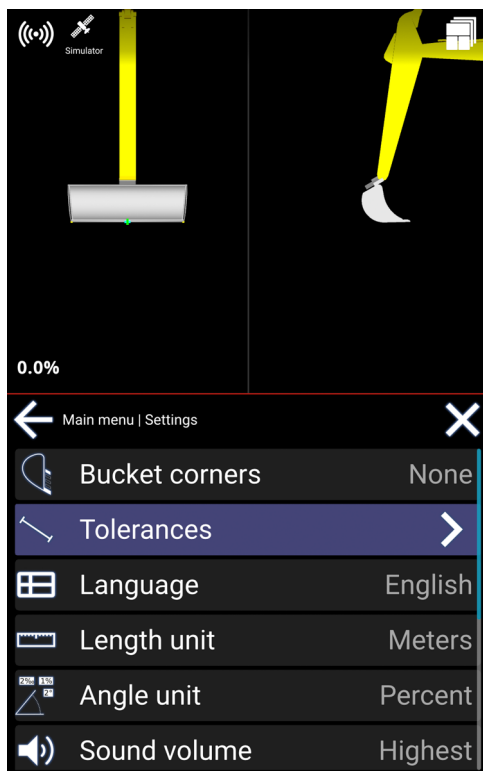 Simulator
0.0%
Main menu | Settings
Bucket corners None
Tolerances
Language English
Length unit Meters
2‰ 1%
2°
Angle unit Percent
Sound volume Highest